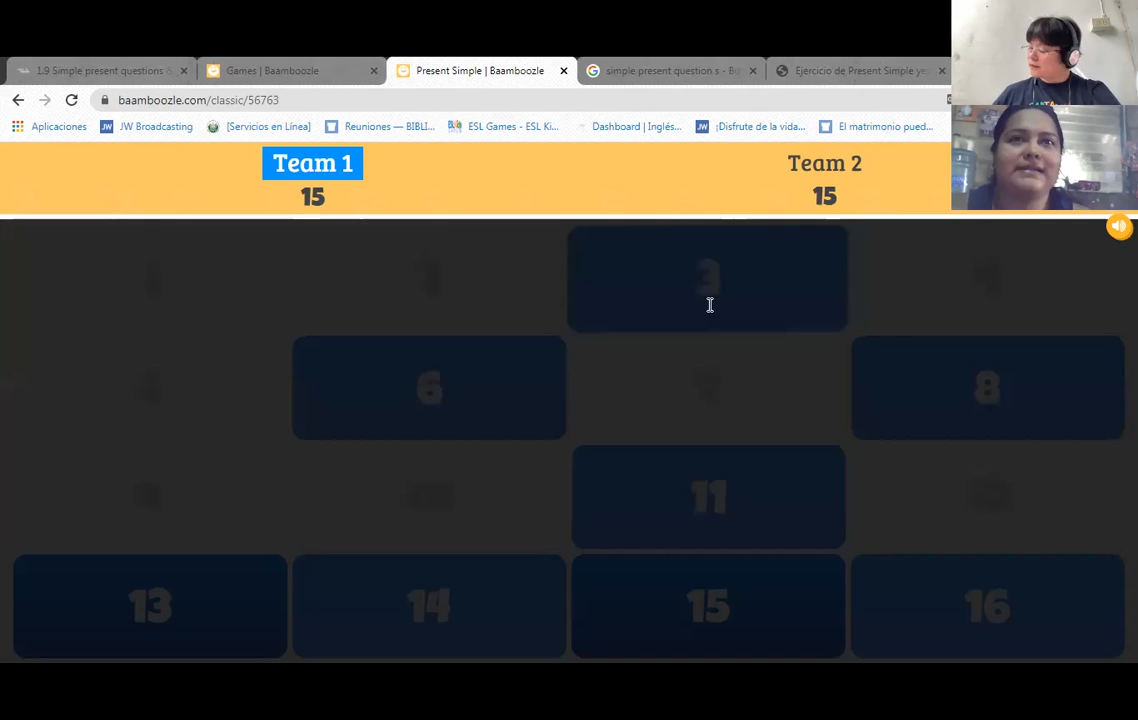 1.9 Simple present questions &
Games | Baamboozle
Present Simple | Baamboozle
simple present question s - Bu
Ejercicio de Present Simple ye
baamboozle.com/classic/56763
Aplicaciones
JW Broadcasting
[Servicios en Línea]
Reuniones — BIBLI...
ESL Games - ESL Ki...
Dashboard | Inglés...
¡Disfrute de la vida...
El matrimonio pued...
Team 1
Team 2
15
15
3
6
8
11
13
14
15
16